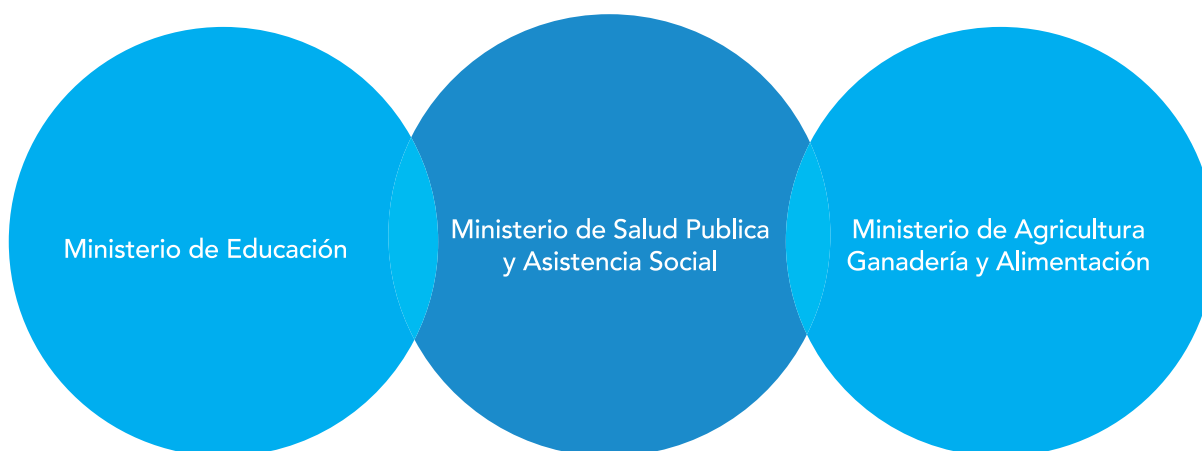 Ministerio de Educación
Ministerio de Salud Publica
y Asistencia Social
Ministerio de Agricultura
Ganadería y Alimentación